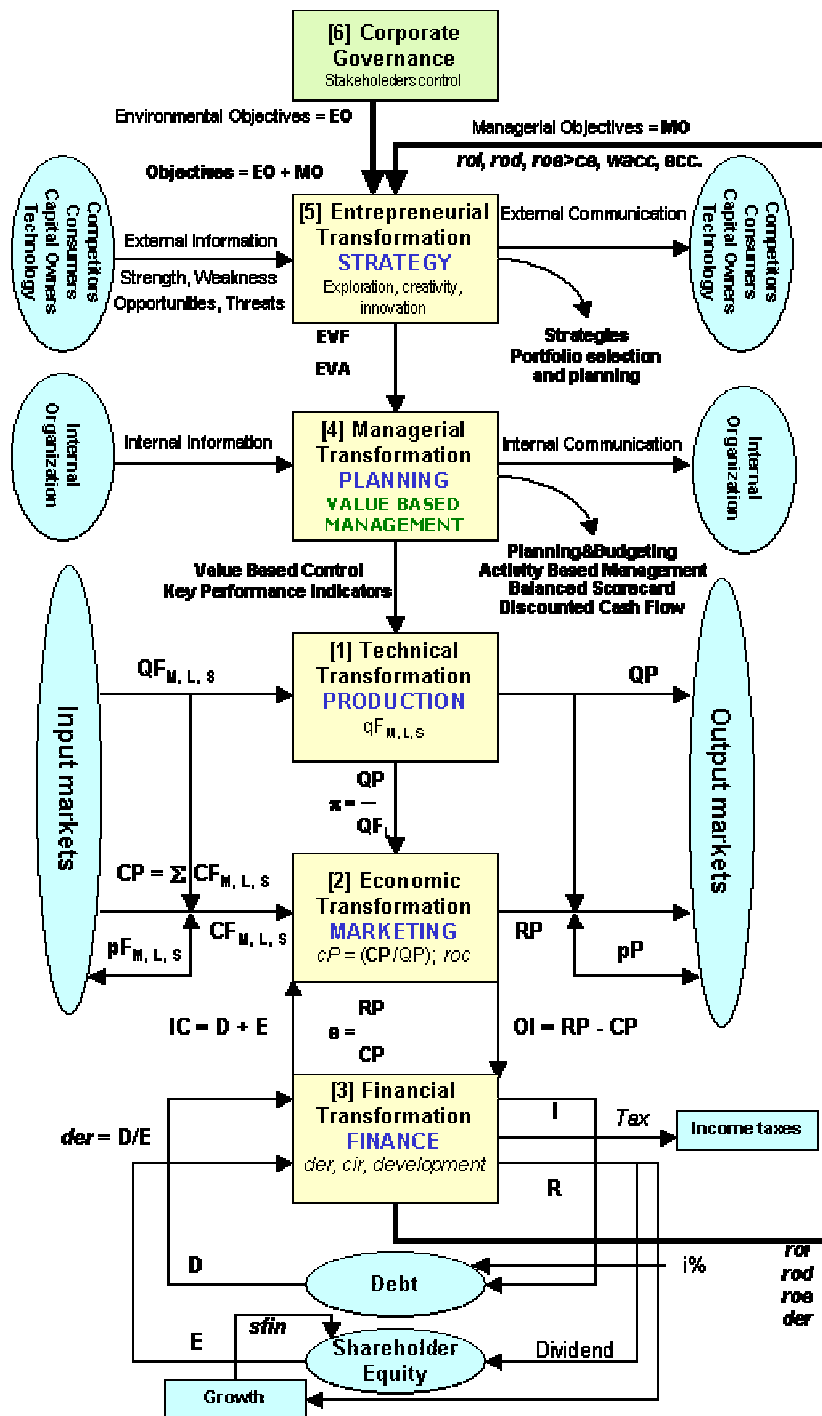 [6] Corporate
Governance
Stakeholeders control
Environmental Objectives = EO
Managerial Objectives = MO
roi, rod, roe>ce, wacc, ecc.
Objectives = EO + MO
Competitors
Consumers
Capital Owners
Technology
External Information
Strength, Weakness
Opportunities, Threats
[5] Entrepreneurial
Transformation
STRATEGY
Exploration, creativity,
innovation
External Communication
Competitors
Consumers
Capital Owners
Technology
Strategies
Portfolio selection
and planning
EVF
EVA
Internal
Organization
Internal Information
[4] Managerial
Transformation
PLANNING
VALUE BASED
MANAGEMENT
Internal Communication
Internal
Organization
Planning&Budgeting
Activity Based Management
Balanced Scorecard
Discounted Cash Flow
Value Based Control
Key Performance Indicators
Input markets
QF M, L, S
[1] Technical
Transformation
PRODUCTION
qF M,L,S
QP
Output markets
QP
π = —
QF L
CP = Σ CF M, L, S
CF M, L, S
pF M, L, S
[2] Economic
Transformation
MARKETING
cP = (CP/QP); roc
RP
pP
IC = D + E
RP
e =
CP
OI = RP - CP
der = D/E
[3] Financial
Transformation
FINANCE
der, cir, development
I
Tax
Income taxes
R
D
Debt
i%
roi
rod
roe
der
sfin
E
Shareholder
Equity
Dividend
Growth